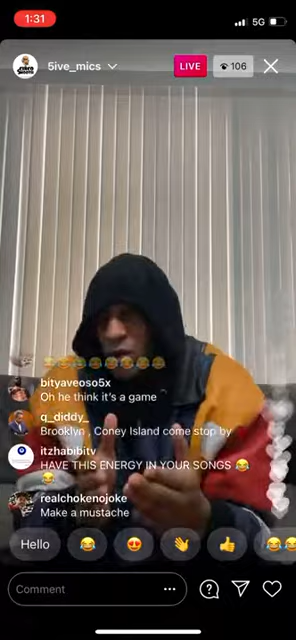 1:31
5G
5ive_mics
LIVE
106
bityaveoso5x
Oh he think it's a game
q_diddy_
Brooklyn , Coney Island come stop by
itzhabibitv
HAVE THIS ENERGY IN YOUR SONGS 😂
😂
realchokenojoke
Make a mustache
Hello
Comment